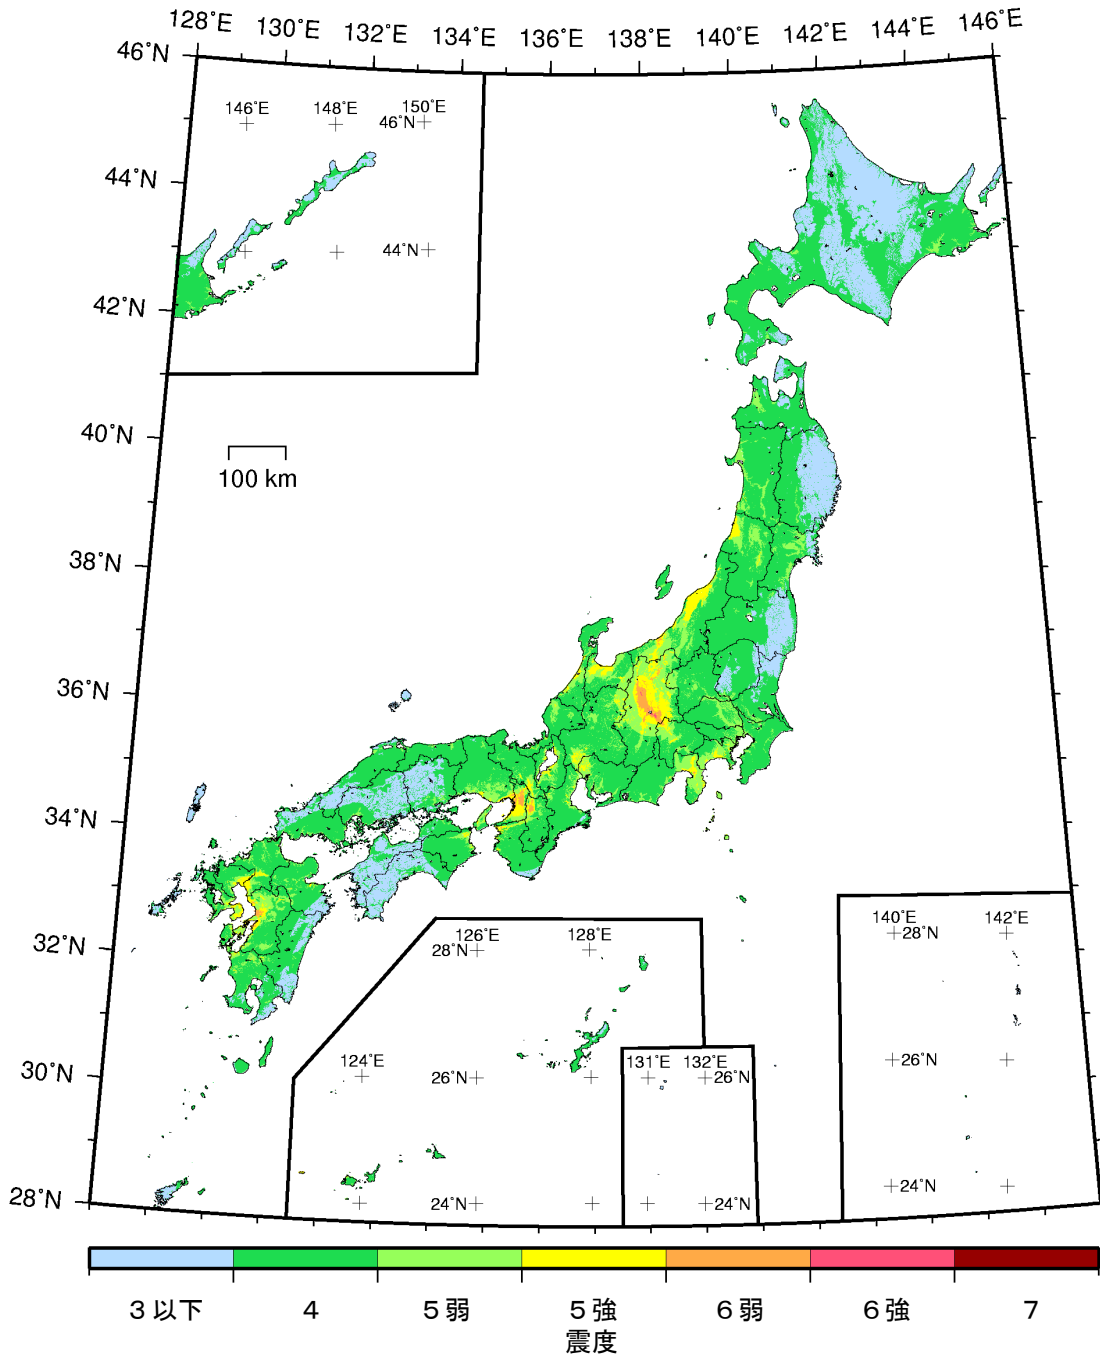 128°E 130°E 132°E 134°E 136°E 138°E 140°E 142°E 144°E 146°E
46°N
44°N
42°N
40°N
38°N
36°N
34°N
32°N
30°N
28°N
146°E 148°E 150°E
46°N
44°N
100 km
126°E 128°E
28°N
124°E
26°N
24°N
131°E 132°E
26°N
24°N
140°E 142°E
28°N
26°N
24°N
3以下 4 5弱 5強 6弱 6強 7
震度